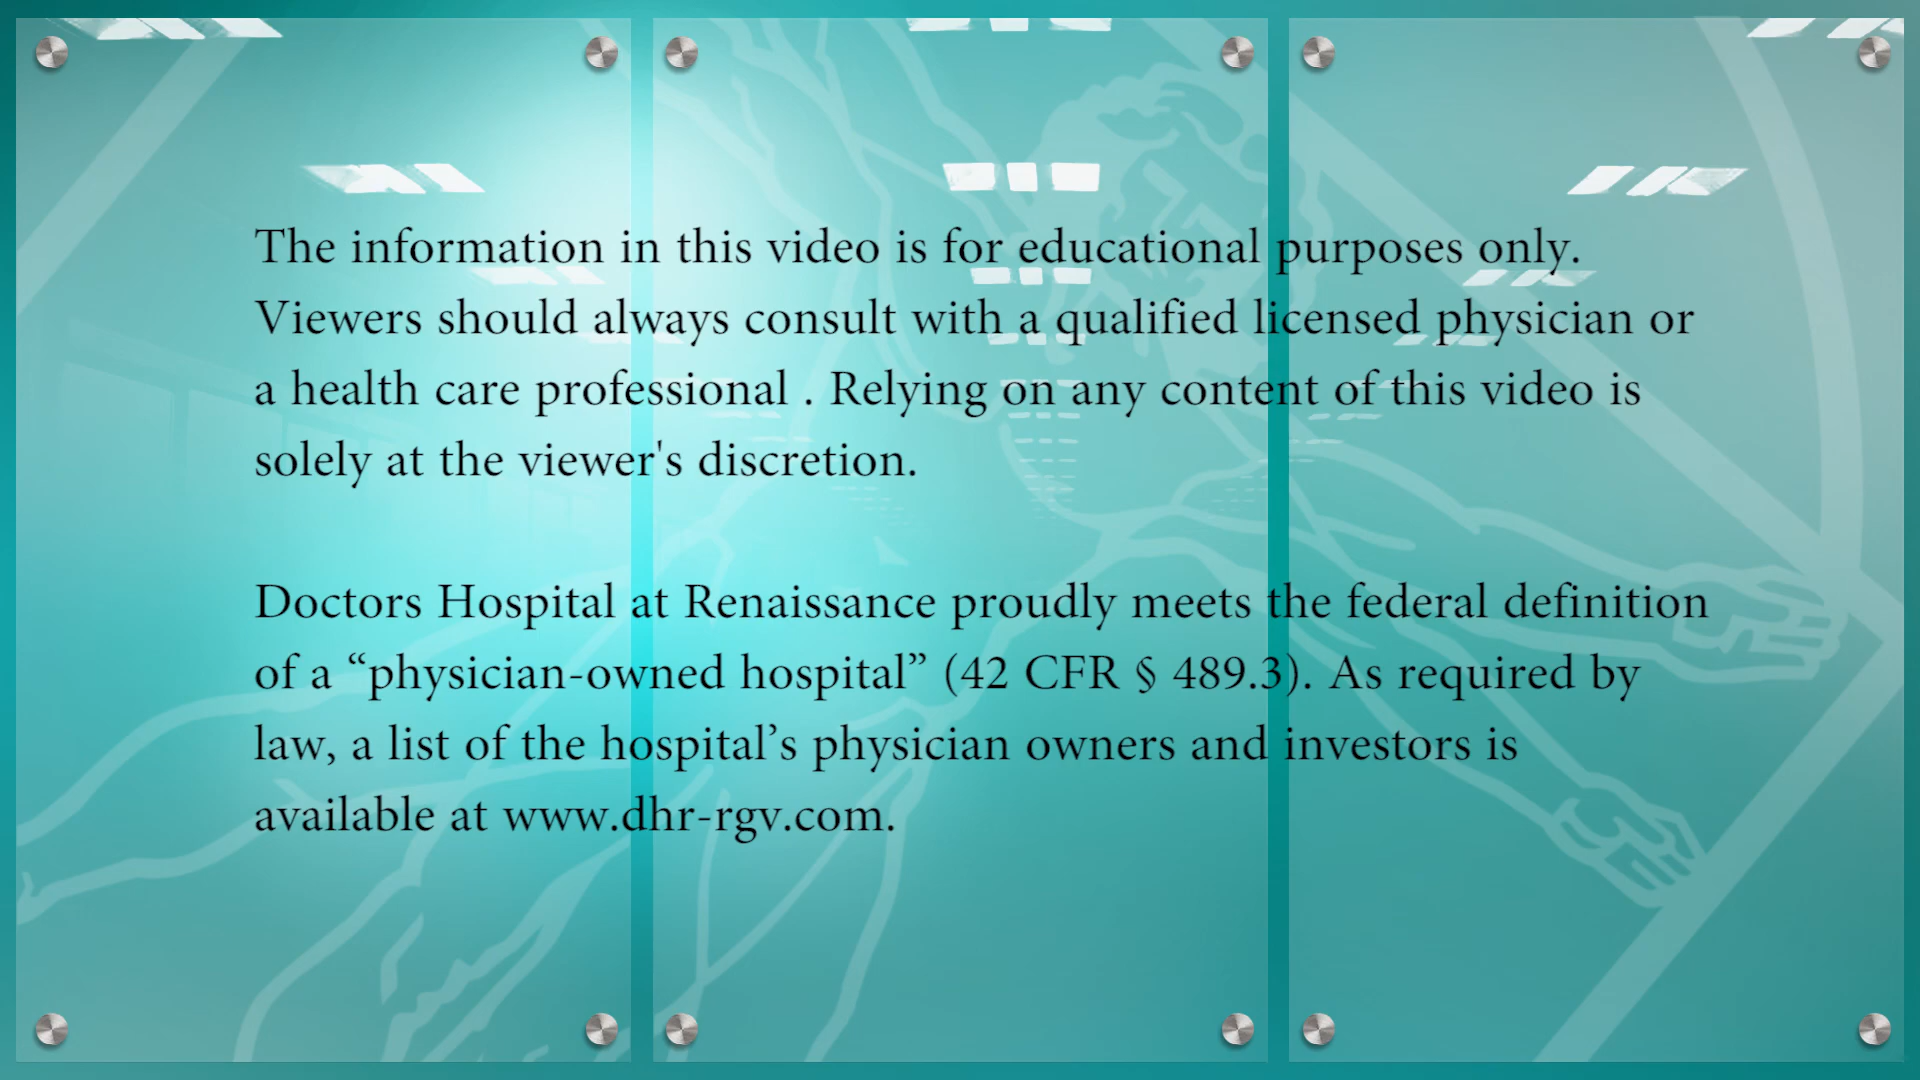 The information in this video is for educational purposes only.
Viewers should always consult with a qualified licensed physician or
a health care professional . Relying on any content of this video is
solely at the viewer's discretion.
Doctors Hospital at Renaissance proudly meets the federal definition
of a “physician-owned hospital” (42 CFR § 489.3). As required by
law, a list of the hospital’s physician owners and investors is
available at www.dhr-rgv.com.